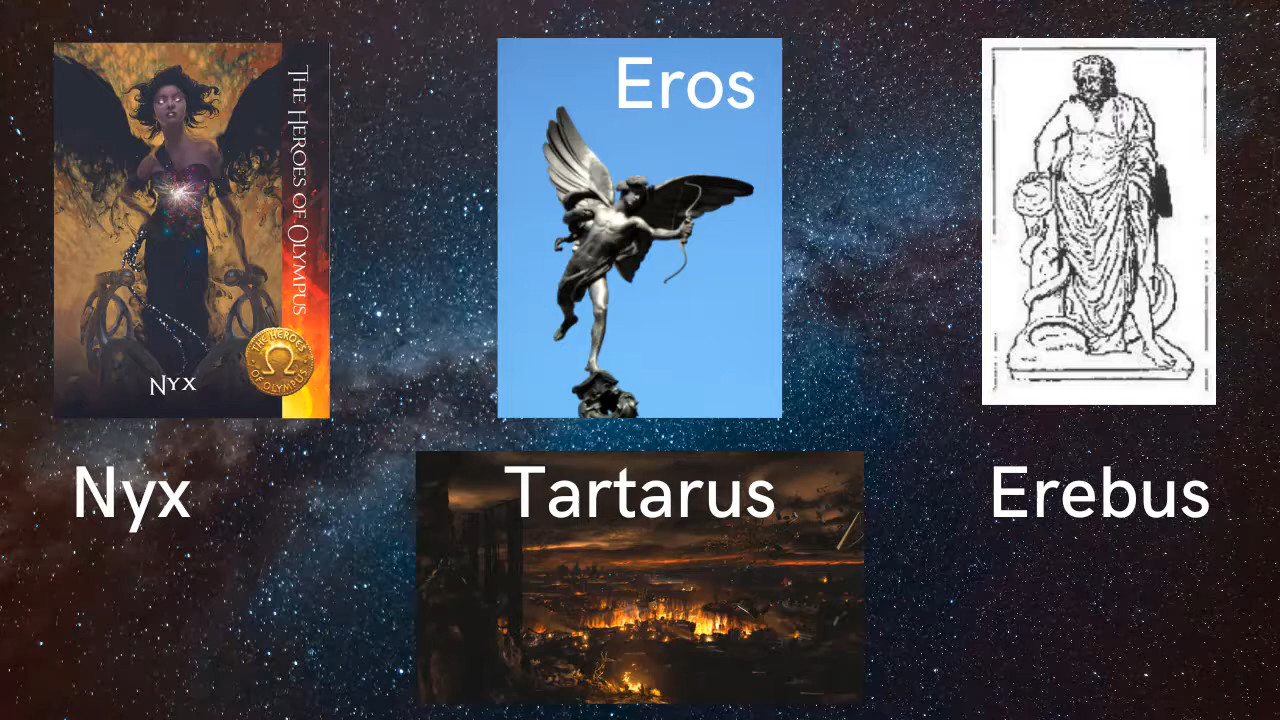 THE HEROES OF OLYMPUS
NYX
THE HEROES
OF OLYMPUS
Eros
Nyx
Tartarus
Erebus